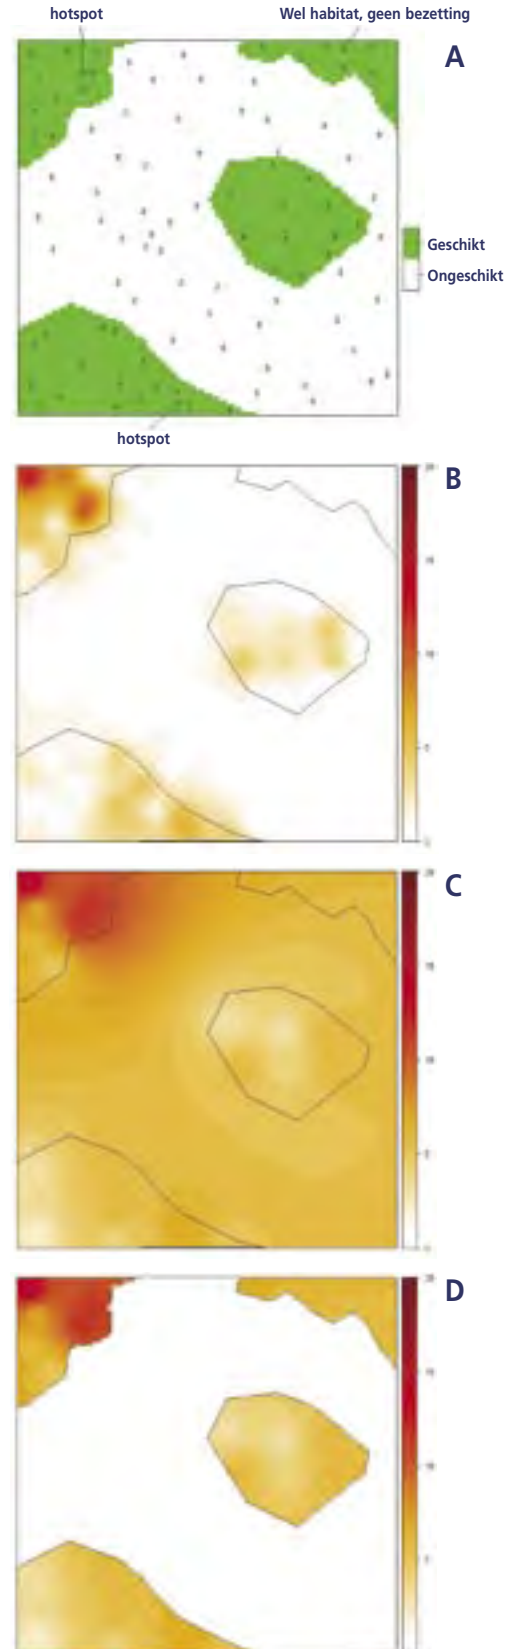 hotspot
Wel habitat, geen bezetting
A
Geschikt
Ongeschikt
hotspot
B
C
D